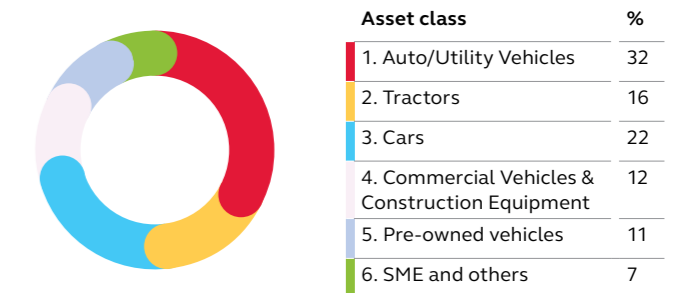 Asset class %
1. Auto/Utility Vehicles 32
2. Tractors 16
3. Cars 22
4. Commercial Vehicles & 12
Construction Equipment
5. Pre-owned vehicles 11
6. SME and others 7